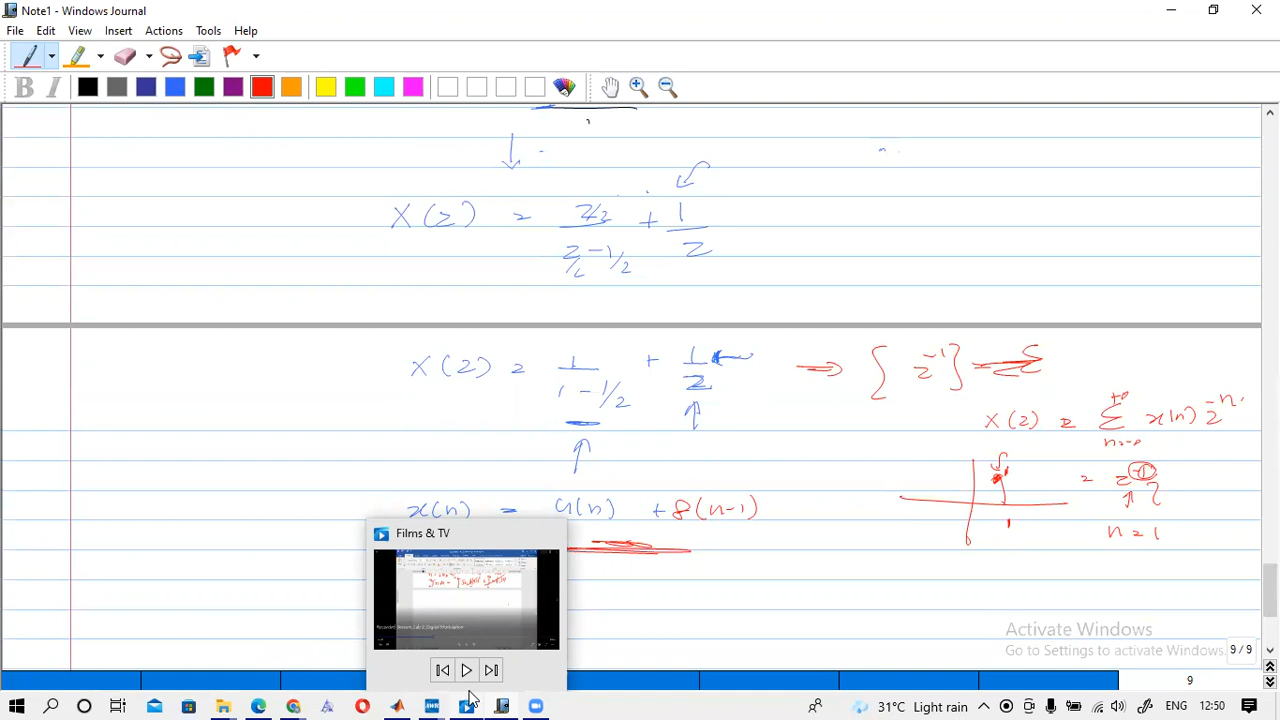 Note1 - Windows Journal
File Edit View Insert Actions Tools Help
B I
X(z) = z/z / z/z - 1/2 + 1/z
X(z) = 1 / 1 - 1/2 + 1/z ⇒ { z⁻¹ } =
X(z) = Σ x(n) z⁻ⁿ
= z⁻¹
1
n = 1
x(n) = u(n) + δ(n-1)
Films & TV
Activate Windows
Go to Settings to activate Windows.
9/9
9
31°C Light rain
ENG 12:50